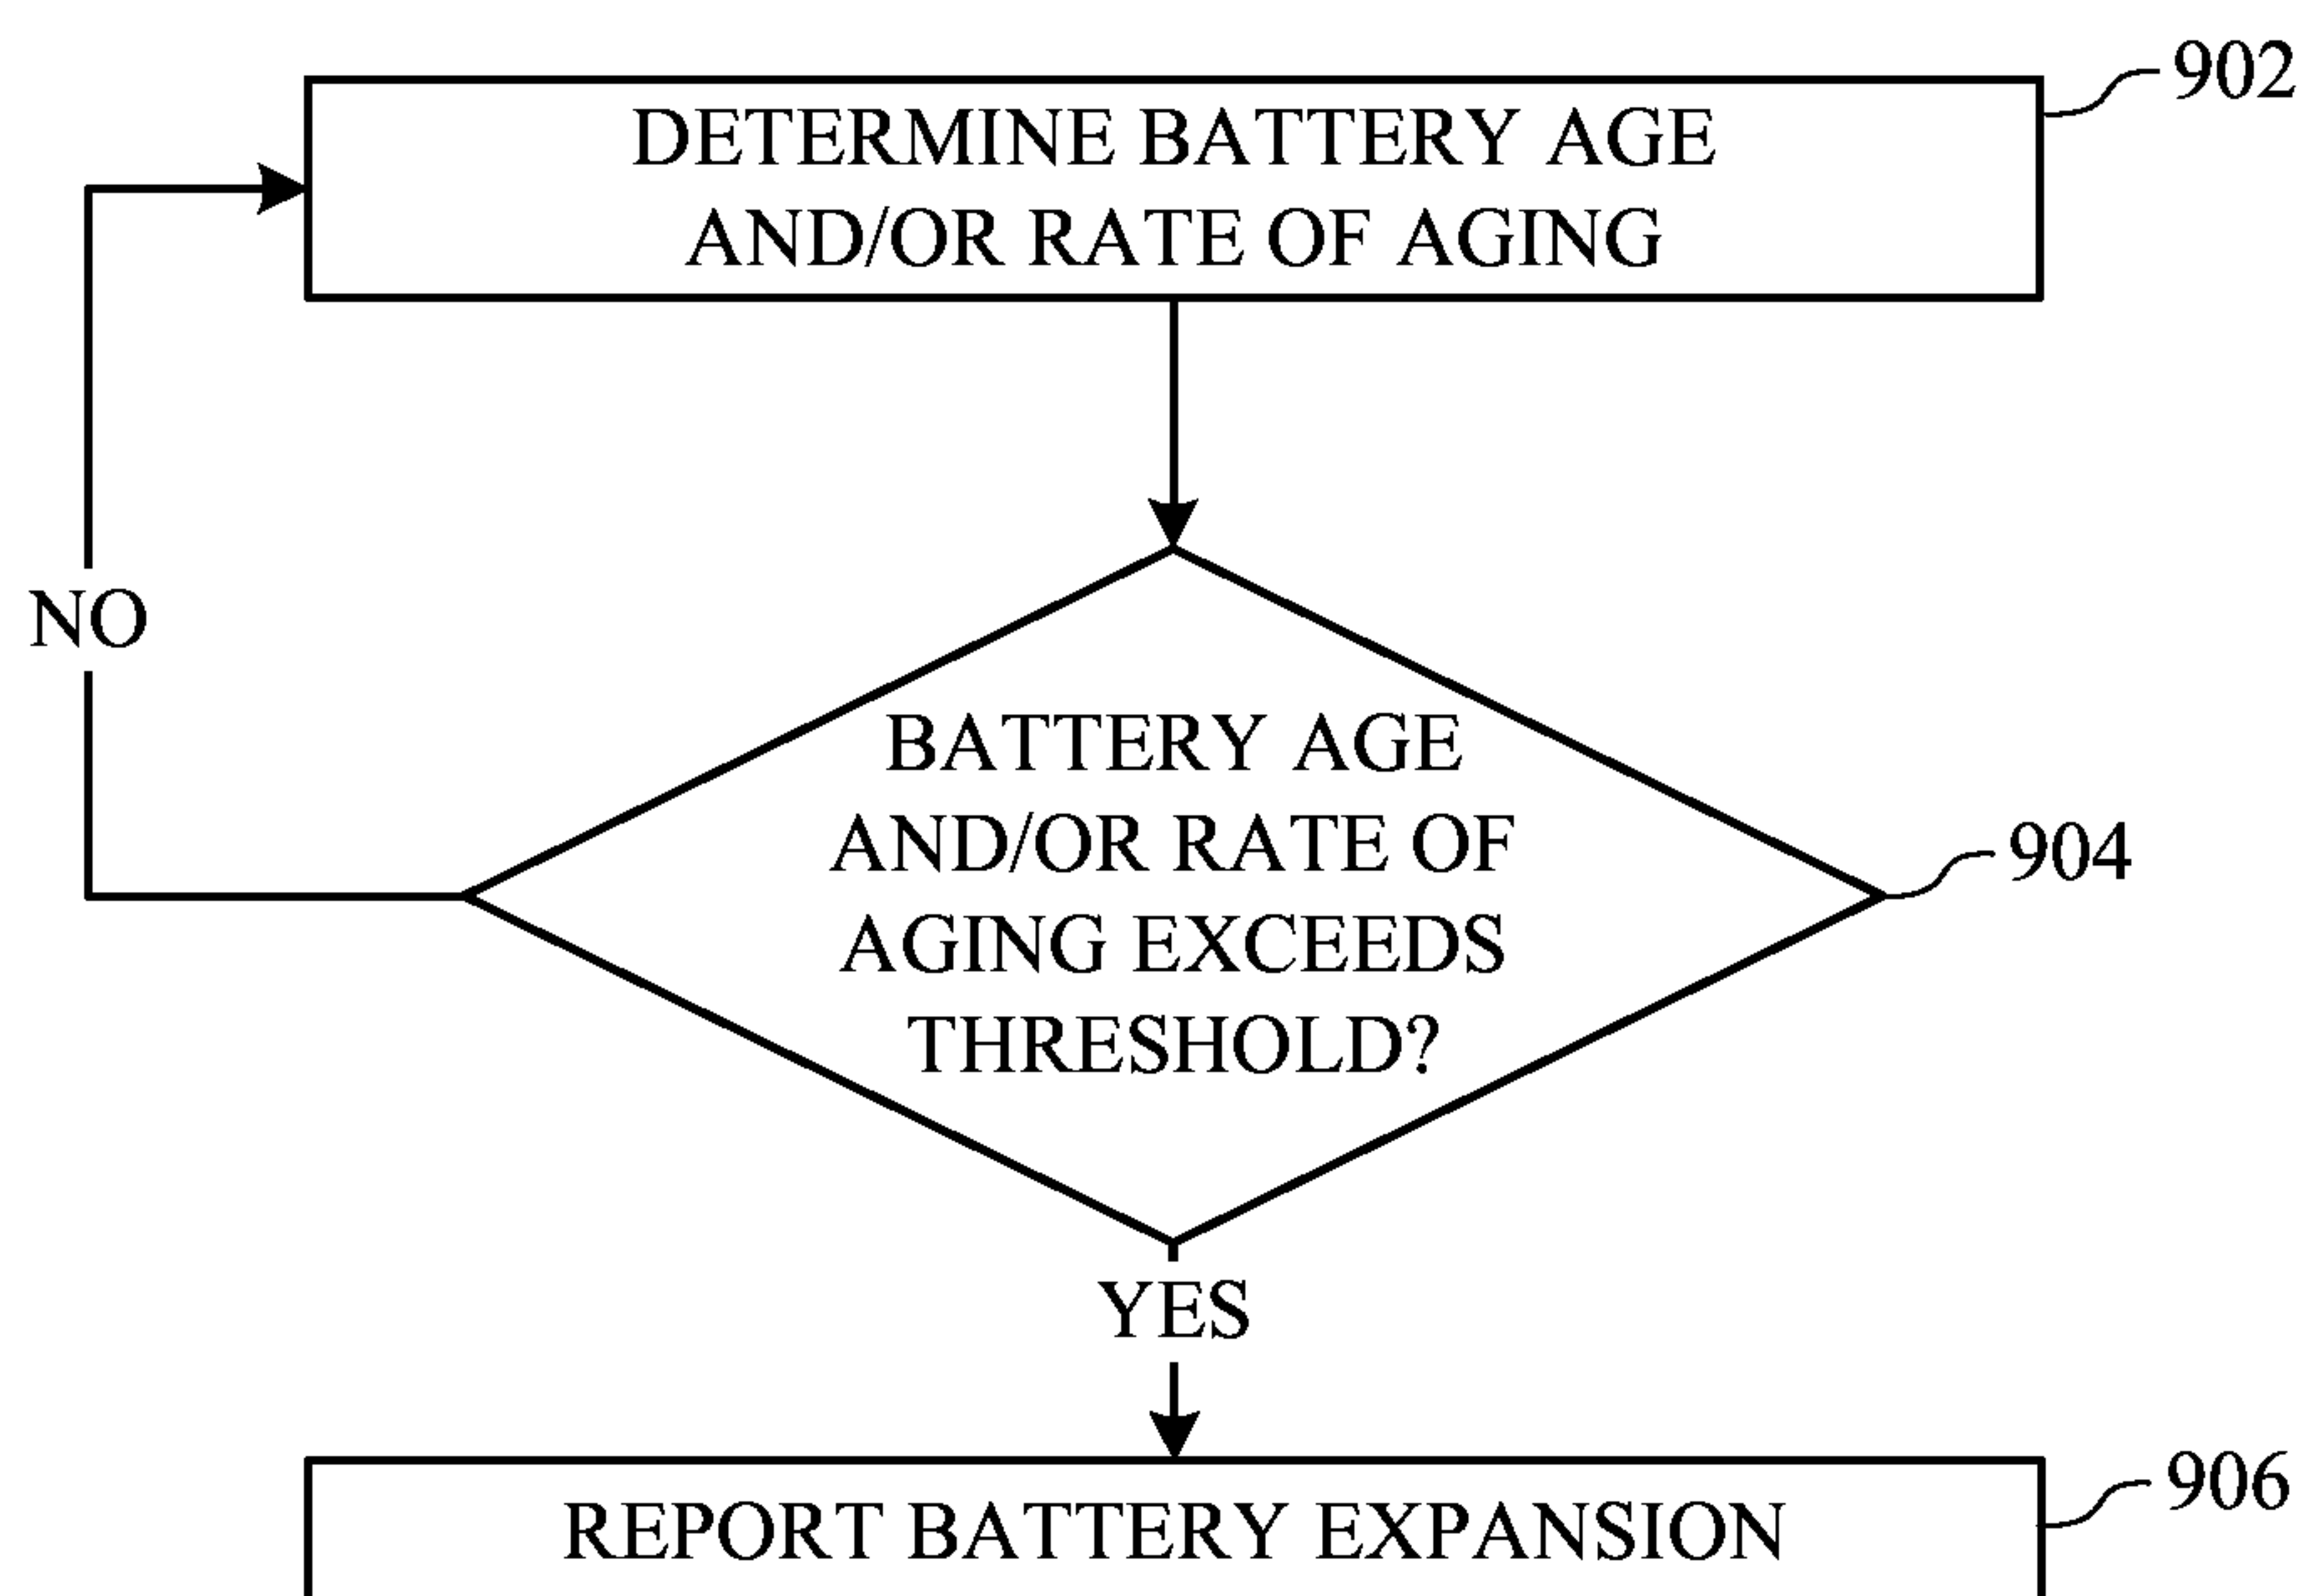 902
DETERMINE BATTERY AGE
AND/OR RATE OF AGING
NO
BATTERY AGE
AND/OR RATE OF
AGING EXCEEDS
THRESHOLD?
904
YES
906
REPORT BATTERY EXPANSION